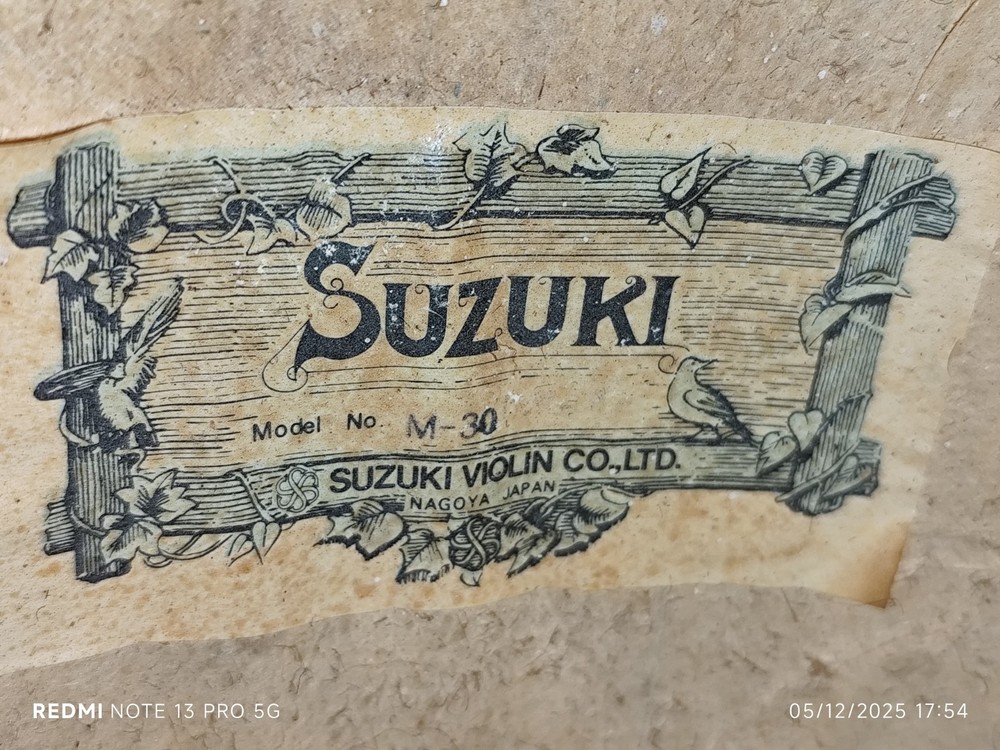 SUZUKI
Model No. M-30
SUZUKI VIOLIN CO.,LTD.
NAGOYA JAPAN
REDMI NOTE 13 PRO 5G
05/12/2025 17:54